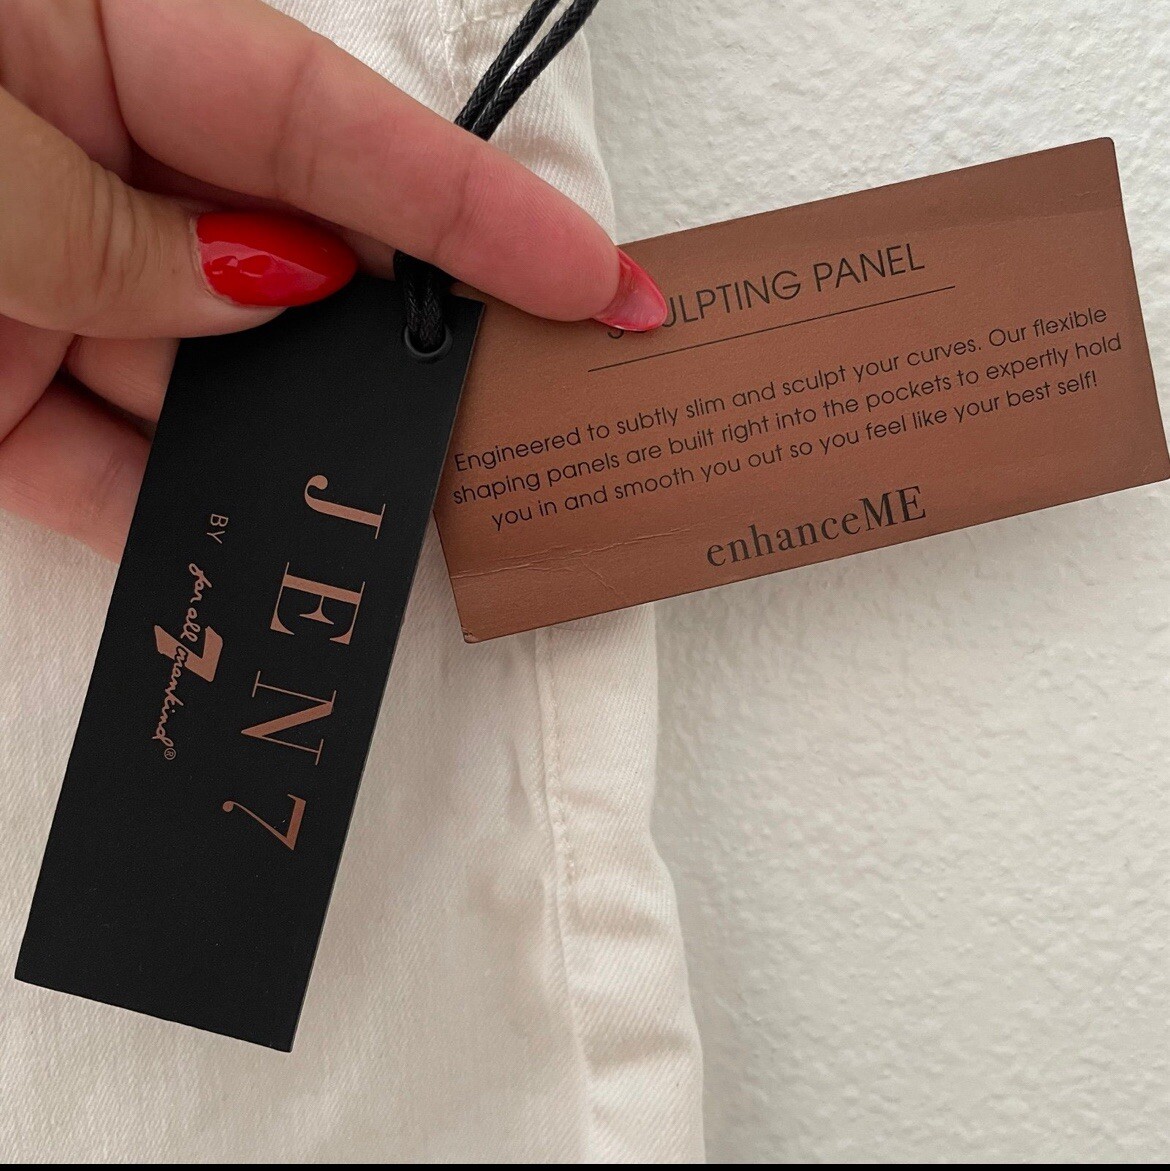 JEN7
BY for all 7 mankind®
SCULPTING PANEL
Engineered to subtly slim and sculpt your curves. Our flexible
shaping panels are built right into the pockets to expertly hold
you in and smooth you out so you feel like your best self!
enhanceME